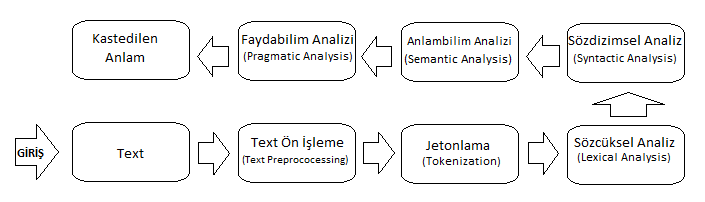 Kastedilen
Anlam
Faydabilim Analizi
(Pragmatic Analysis)
Anlambilim Analizi
(Semantic Analysis)
Sözdizimsel Analiz
(Syntactic Analysis)
GİRİŞ
Text
Text Ön İşleme
(Text Preprococessing)
Jetonlama
(Tokenization)
Sözcüksel Analiz
(Lexical Analysis)